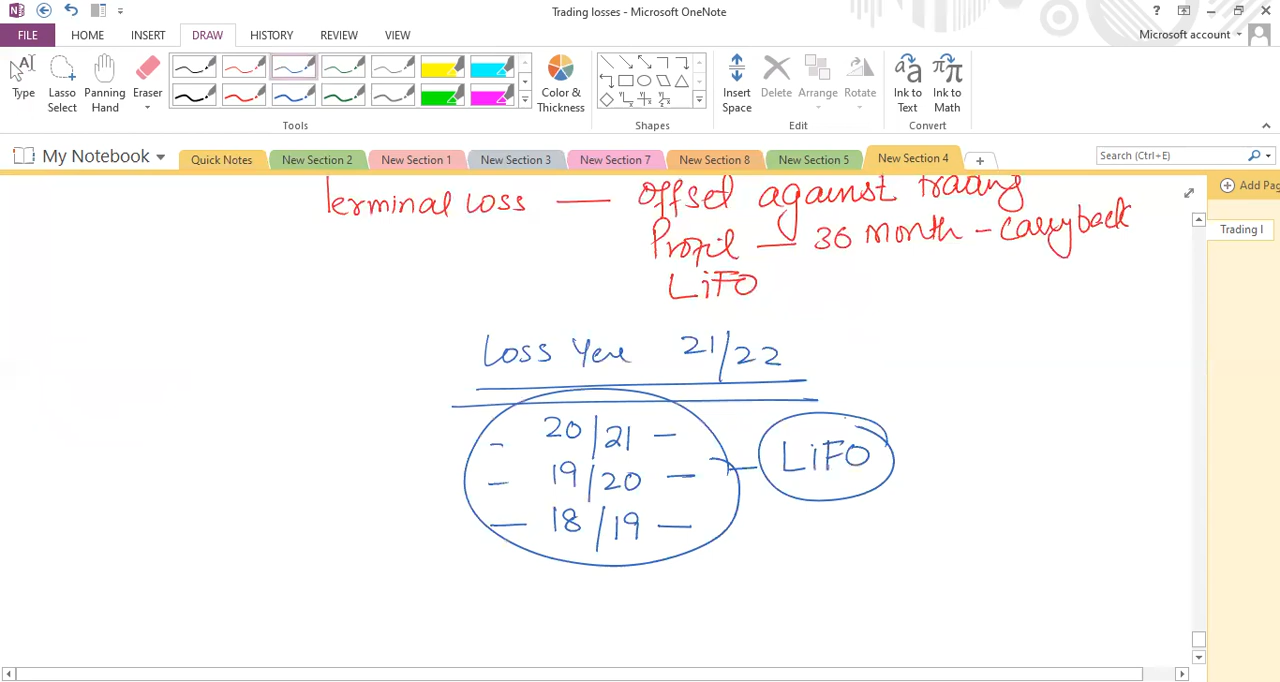 Trading losses - Microsoft OneNote
?
FILE HOME INSERT DRAW HISTORY REVIEW VIEW
Microsoft account
Type
Lasso Select
Panning Hand
Eraser
Color & Thickness
Insert Space
Delete
Arrange
Rotate
Ink to Text
Ink to Math
Tools
Shapes
Edit
Convert
My Notebook
Quick Notes
New Section 2
New Section 1
New Section 3
New Section 7
New Section 8
New Section 5
New Section 4
Search (Ctrl+E)
Add Pag
Trading l
Terminal loss — offset against trading
Profit — 36 month - carryback
LiFO
Loss Year 21/22
- 20/21 -
- 19/20 -
- 18/19 -
LiFO